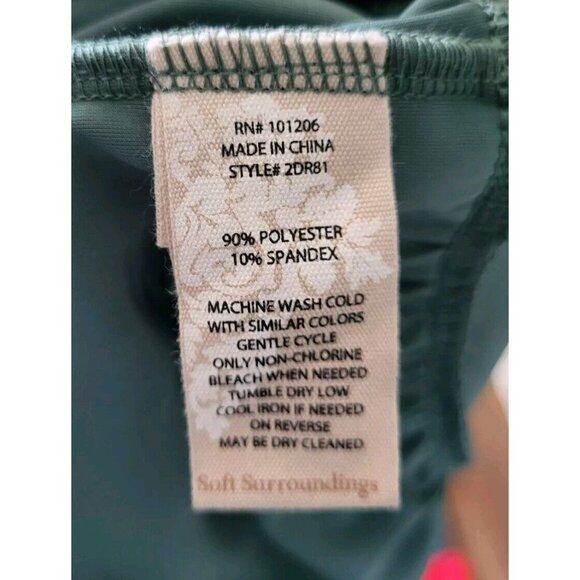 RN# 101206
MADE IN CHINA
STYLE# 2DR81
90% POLYESTER
10% SPANDEX
MACHINE WASH COLD
WITH SIMILAR COLORS
GENTLE CYCLE
ONLY NON-CHLORINE
BLEACH WHEN NEEDED
TUMBLE DRY LOW
COOL IRON IF NEEDED
ON REVERSE
MAY BE DRY CLEANED
Soft Surroundings